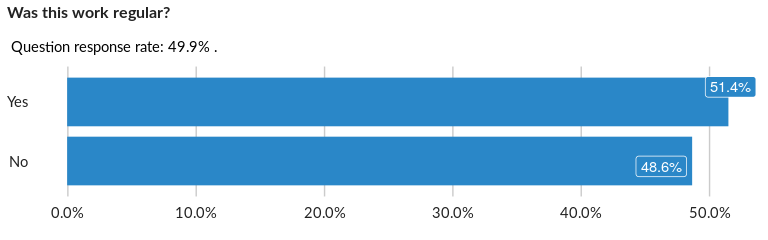 Was this work regular?
Question response rate: 49.9% .
Yes 51.4%
No 48.6%
0.0% 10.0% 20.0% 30.0% 40.0% 50.0%